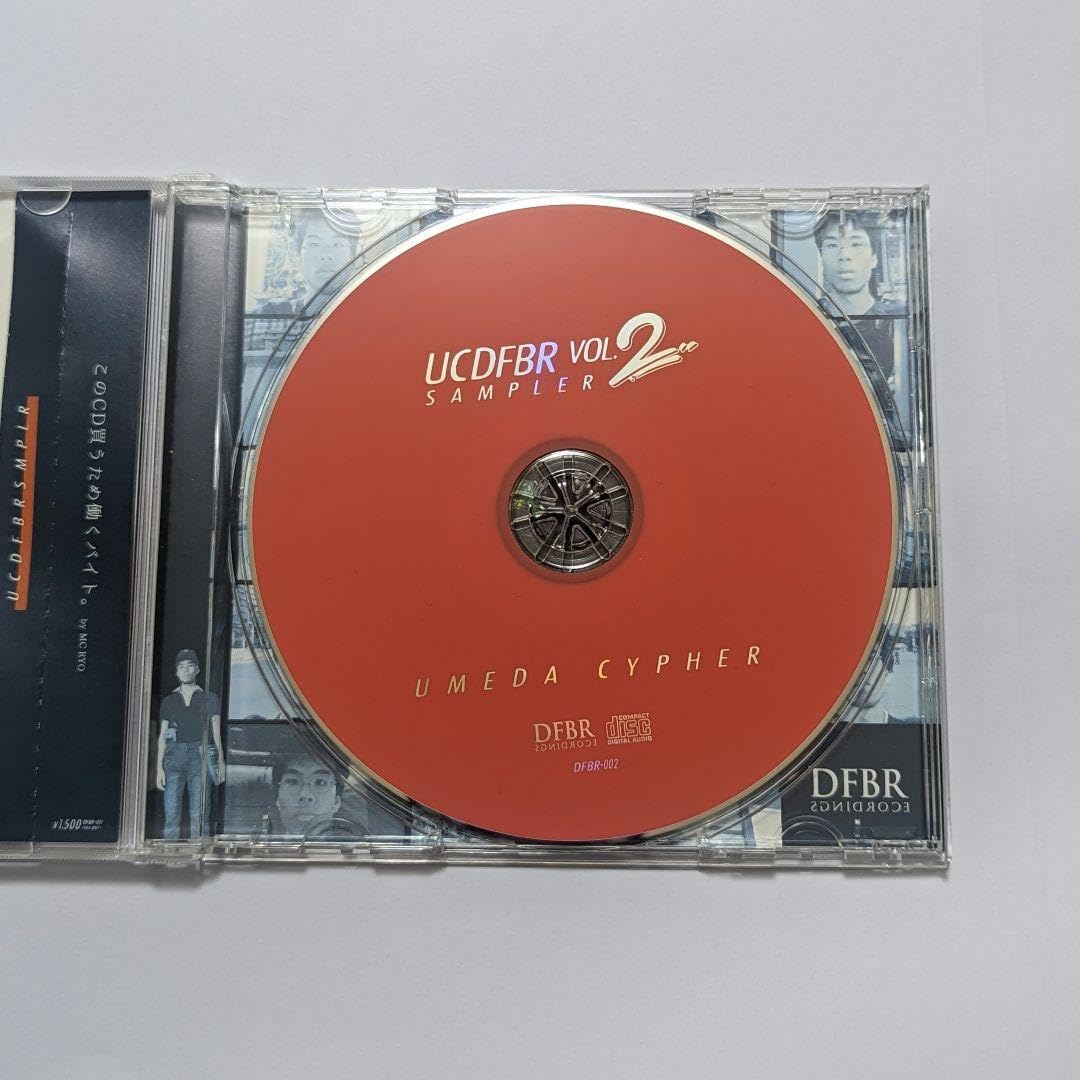 UCDFBRSMPLR
このCD買うため働くバイト。by MC RYO
¥1,500
UCDFBR VOL.2
SAMPLER
UMEDA CYPHER
DFBR
ECORDINGS
COMPACT
disc
DIGITAL AUDIO
DFBR-002
DFBR
ECORDINGS